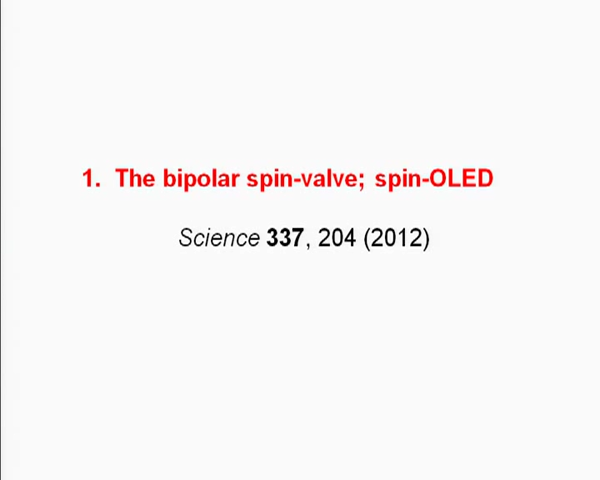 1. The bipolar spin-valve; spin-OLED
Science 337, 204 (2012)